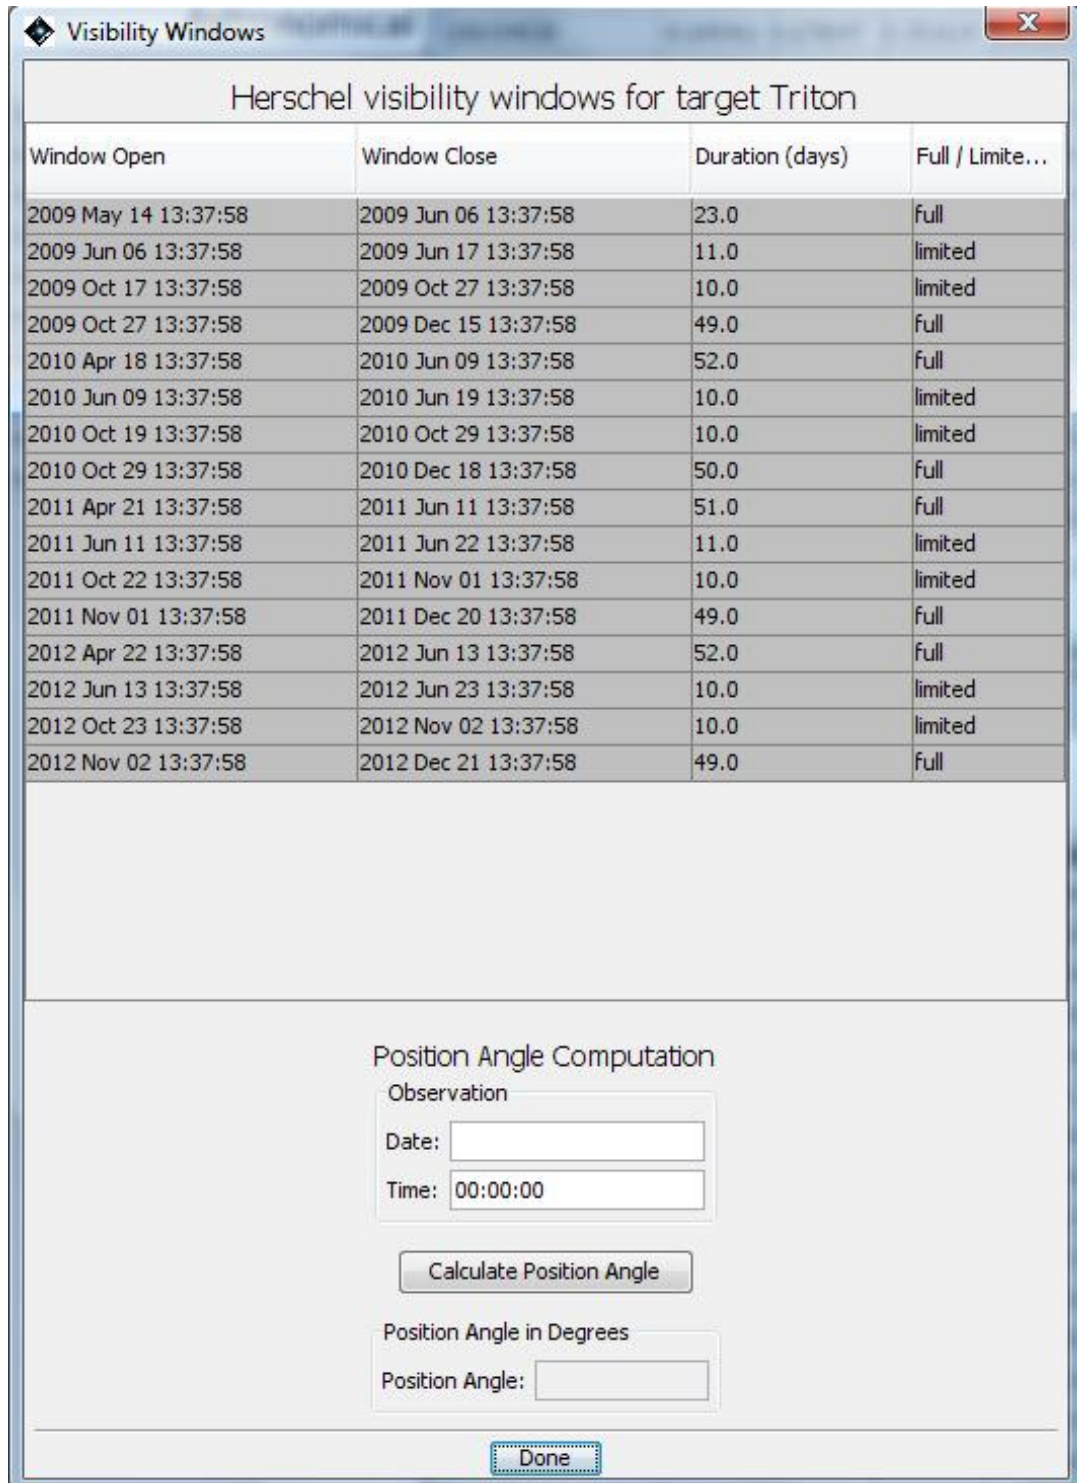 Visibility Windows
Herschel visibility windows for target Triton
Window Open Window Close Duration (days) Full / Limite...
2009 May 14 13:37:58 2009 Jun 06 13:37:58 23.0 full
2009 Jun 06 13:37:58 2009 Jun 17 13:37:58 11.0 limited
2009 Oct 17 13:37:58 2009 Oct 27 13:37:58 10.0 limited
2009 Oct 27 13:37:58 2009 Dec 15 13:37:58 49.0 full
2010 Apr 18 13:37:58 2010 Jun 09 13:37:58 52.0 full
2010 Jun 09 13:37:58 2010 Jun 19 13:37:58 10.0 limited
2010 Oct 19 13:37:58 2010 Oct 29 13:37:58 10.0 limited
2010 Oct 29 13:37:58 2010 Dec 18 13:37:58 50.0 full
2011 Apr 21 13:37:58 2011 Jun 11 13:37:58 51.0 full
2011 Jun 11 13:37:58 2011 Jun 22 13:37:58 11.0 limited
2011 Oct 22 13:37:58 2011 Nov 01 13:37:58 10.0 limited
2011 Nov 01 13:37:58 2011 Dec 20 13:37:58 49.0 full
2012 Apr 22 13:37:58 2012 Jun 13 13:37:58 52.0 full
2012 Jun 13 13:37:58 2012 Jun 23 13:37:58 10.0 limited
2012 Oct 23 13:37:58 2012 Nov 02 13:37:58 10.0 limited
2012 Nov 02 13:37:58 2012 Dec 21 13:37:58 49.0 full
Position Angle Computation
Observation
Date:
Time: 00:00:00
Calculate Position Angle
Position Angle in Degrees
Position Angle:
Done